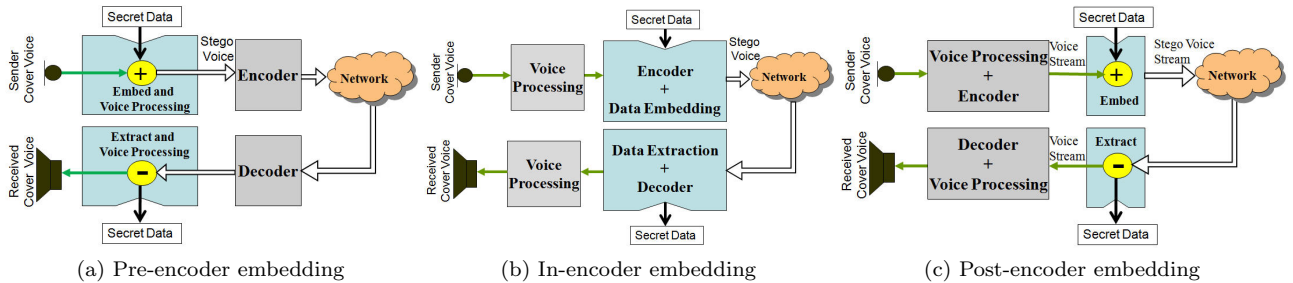 Secret Data
Sender
Cover Voice
+
Embed and
Voice Processing
Stego
Voice
Encoder
Network
Received
Cover Voice
Extract and
Voice Processing
-
Decoder
Secret Data
(a) Pre-encoder embedding
Secret Data
Sender
Cover Voice
Voice
Processing
Encoder
+
Data Embedding
Stego
Voice
Network
Received
Cover Voice
Voice
Processing
Data Extraction
+
Decoder
Secret Data
(b) In-encoder embedding
Secret Data
Sender
Cover Voice
Voice Processing
+
Encoder
Voice
Stream
+
Embed
Stego Voice
Stream
Network
Received
Cover Voice
Decoder
+
Voice Processing
Voice
Stream
Extract
-
Secret Data
(c) Post-encoder embedding